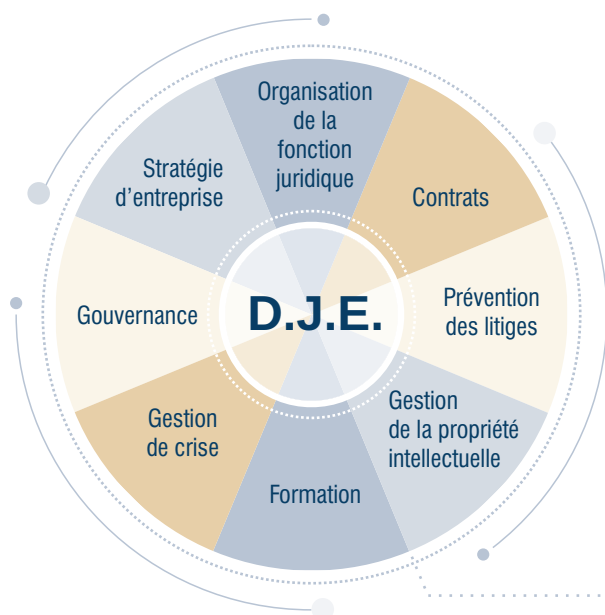 Organisation
de la
fonction
juridique
Contrats
Prévention
des litiges
Gestion
de la propriété
intellectuelle
Formation
Gestion
de crise
Gouvernance
Stratégie
d'entreprise
D.J.E.